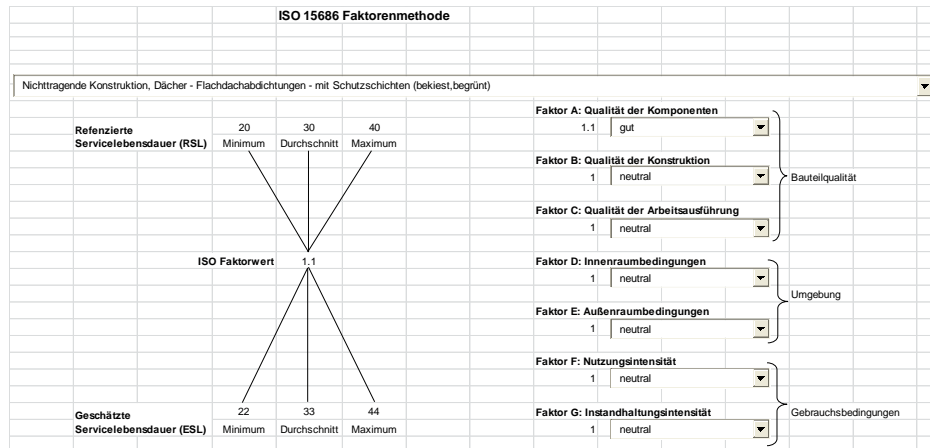 ISO 15686 Faktorenmethode
Nichttragende Konstruktion, Dächer - Flachdachabdichtungen - mit Schutzschichten (bekiest,begrünt)
Refenzierte
Servicelebensdauer (RSL)
20 30 40
Minimum Durchschnitt Maximum
ISO Faktorwert 1.1
Geschätzte
Servicelebensdauer (ESL)
22 33 44
Minimum Durchschnitt Maximum
Faktor A: Qualität der Komponenten
1.1 gut
Faktor B: Qualität der Konstruktion
1 neutral
Faktor C: Qualität der Arbeitsausführung
1 neutral
Bauteilqualität
Faktor D: Innenraumbedingungen
1 neutral
Faktor E: Außenraumbedingungen
1 neutral
Umgebung
Faktor F: Nutzungsintensität
1 neutral
Faktor G: Instandhaltungsintensität
1 neutral
Gebrauchsbedingungen